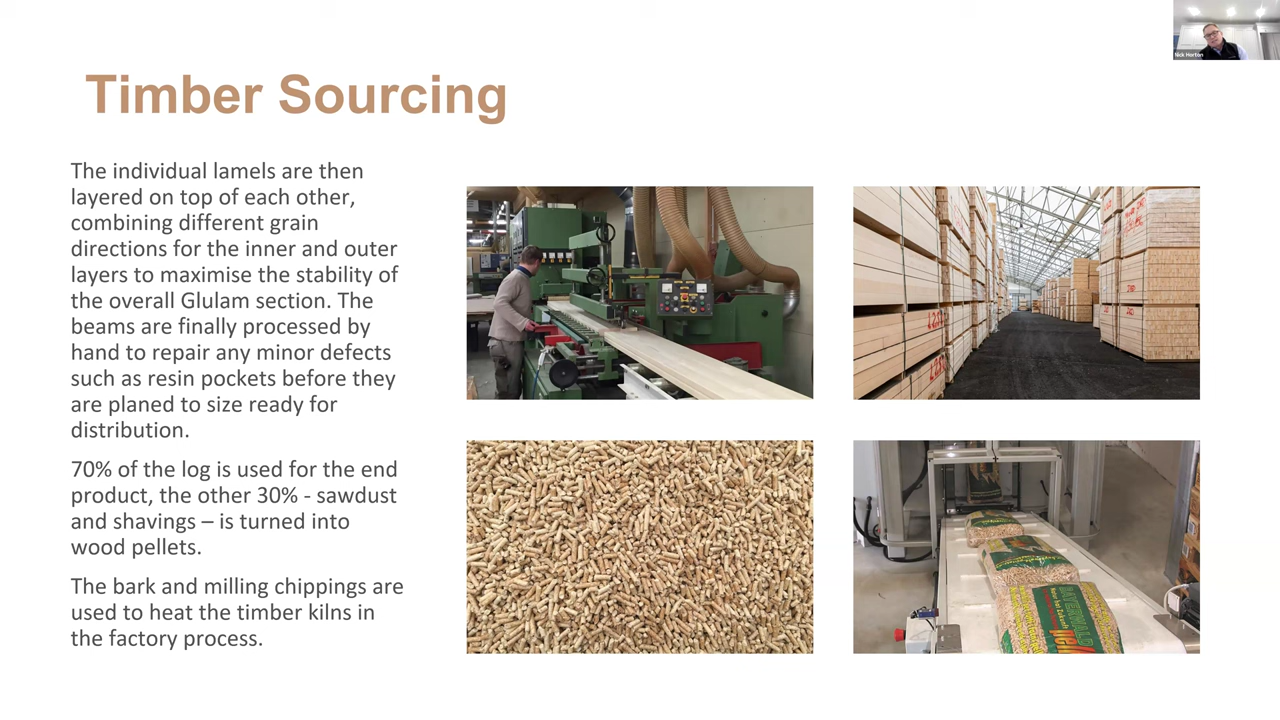 Nick Horton
Timber Sourcing
The individual lamels are then
layered on top of each other,
combining different grain
directions for the inner and outer
layers to maximise the stability of
the overall Glulam section. The
beams are finally processed by
hand to repair any minor defects
such as resin pockets before they
are planed to size ready for
distribution.
70% of the log is used for the end
product, the other 30% - sawdust
and shavings – is turned into
wood pellets.
The bark and milling chippings are
used to heat the timber kilns in
the factory process.